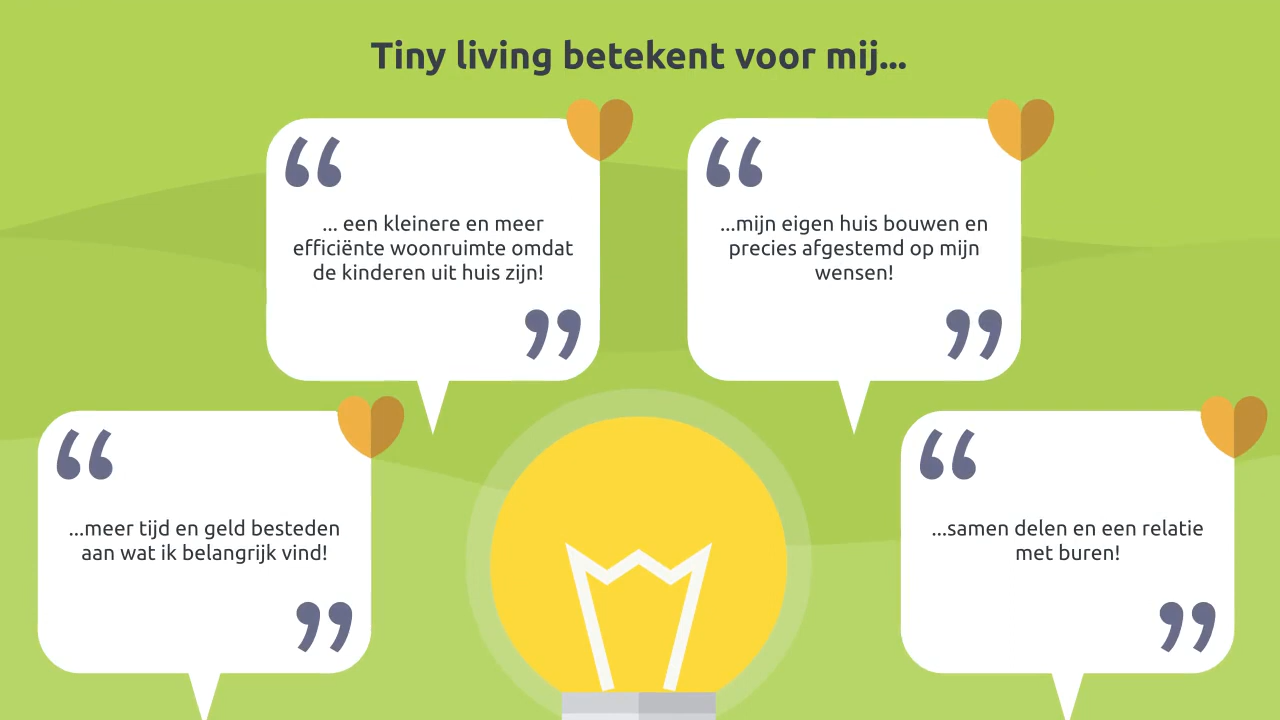 Tiny living betekent voor mij...
... een kleinere en meer
efficiënte woonruimte omdat
de kinderen uit huis zijn!
...mijn eigen huis bouwen en
precies afgestemd op mijn
wensen!
...meer tijd en geld besteden
aan wat ik belangrijk vind!
...samen delen en een relatie
met buren!